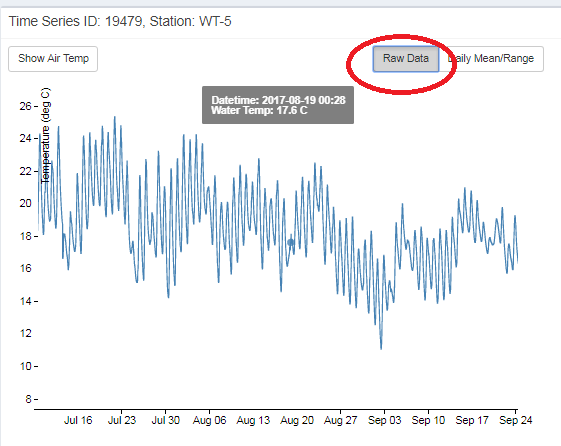 Time Series ID: 19479, Station: WT-5
Show Air Temp
Raw Data
Daily Mean/Range
Datetime: 2017-08-19 00:28
Water Temp: 17.6 C
Temperature (deg C)
26
24
22
20
18
16
14
12
10
8
Jul 16 Jul 23 Jul 30 Aug 06 Aug 13 Aug 20 Aug 27 Sep 03 Sep 10 Sep 17 Sep 24